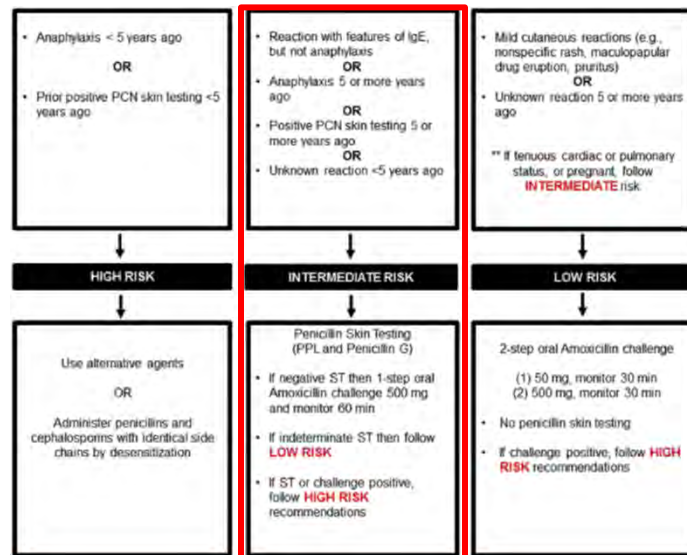 • Anaphylaxis < 5 years ago
OR
• Prior positive PCN skin testing <5
years ago
HIGH RISK
Use alternative agents
OR
Administer penicillins and
cephalosporins with identical side
chains by desensitization
• Reaction with features of IgE,
but not anaphylaxis
OR
• Anaphylaxis 5 or more years
ago
OR
• Positive PCN skin testing 5 or
more years ago
OR
• Unknown reaction <5 years ago
INTERMEDIATE RISK
Penicillin Skin Testing
(PPL and Penicillin G)
• If negative ST then 1-step oral
Amoxicillin challenge 500 mg
and monitor 60 min
• If indeterminate ST then follow
LOW RISK
• If ST or challenge positive,
follow HIGH RISK
recommendations
• Mild cutaneous reactions (e.g.,
nonspecific rash, maculopapular
drug eruption, pruritus)
OR
• Unknown reaction 5 or more years
ago
** If tenuous cardiac or pulmonary
status, or pregnant, follow
INTERMEDIATE risk
LOW RISK
2-step oral Amoxicillin challenge
(1) 50 mg, monitor 30 min
(2) 500 mg, monitor 30 min
• No penicillin skin testing
• If challenge positive, follow HIGH
RISK recommendations